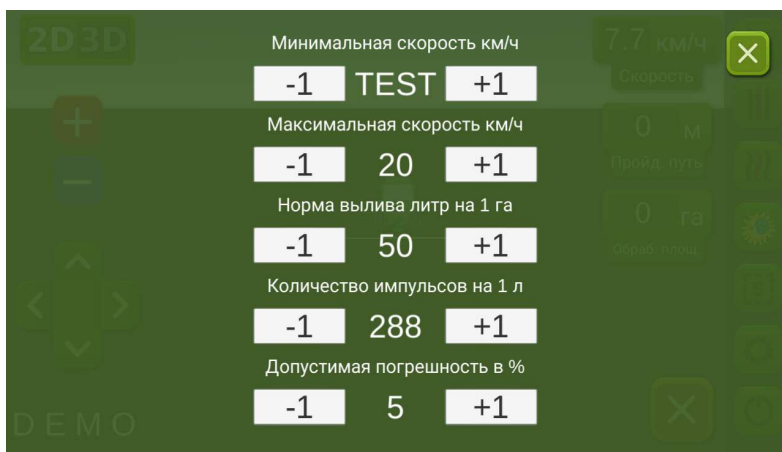 2D 3D
7.7 км/ч
Скорость
0 м
Пройд. путь
0 га
Обраб. площ.
Минимальная скорость км/ч
-1 TEST +1
Максимальная скорость км/ч
-1 20 +1
Норма вылива литр на 1 га
-1 50 +1
Количество импульсов на 1 л
-1 288 +1
Допустимая погрешность в %
-1 5 +1
DEMO